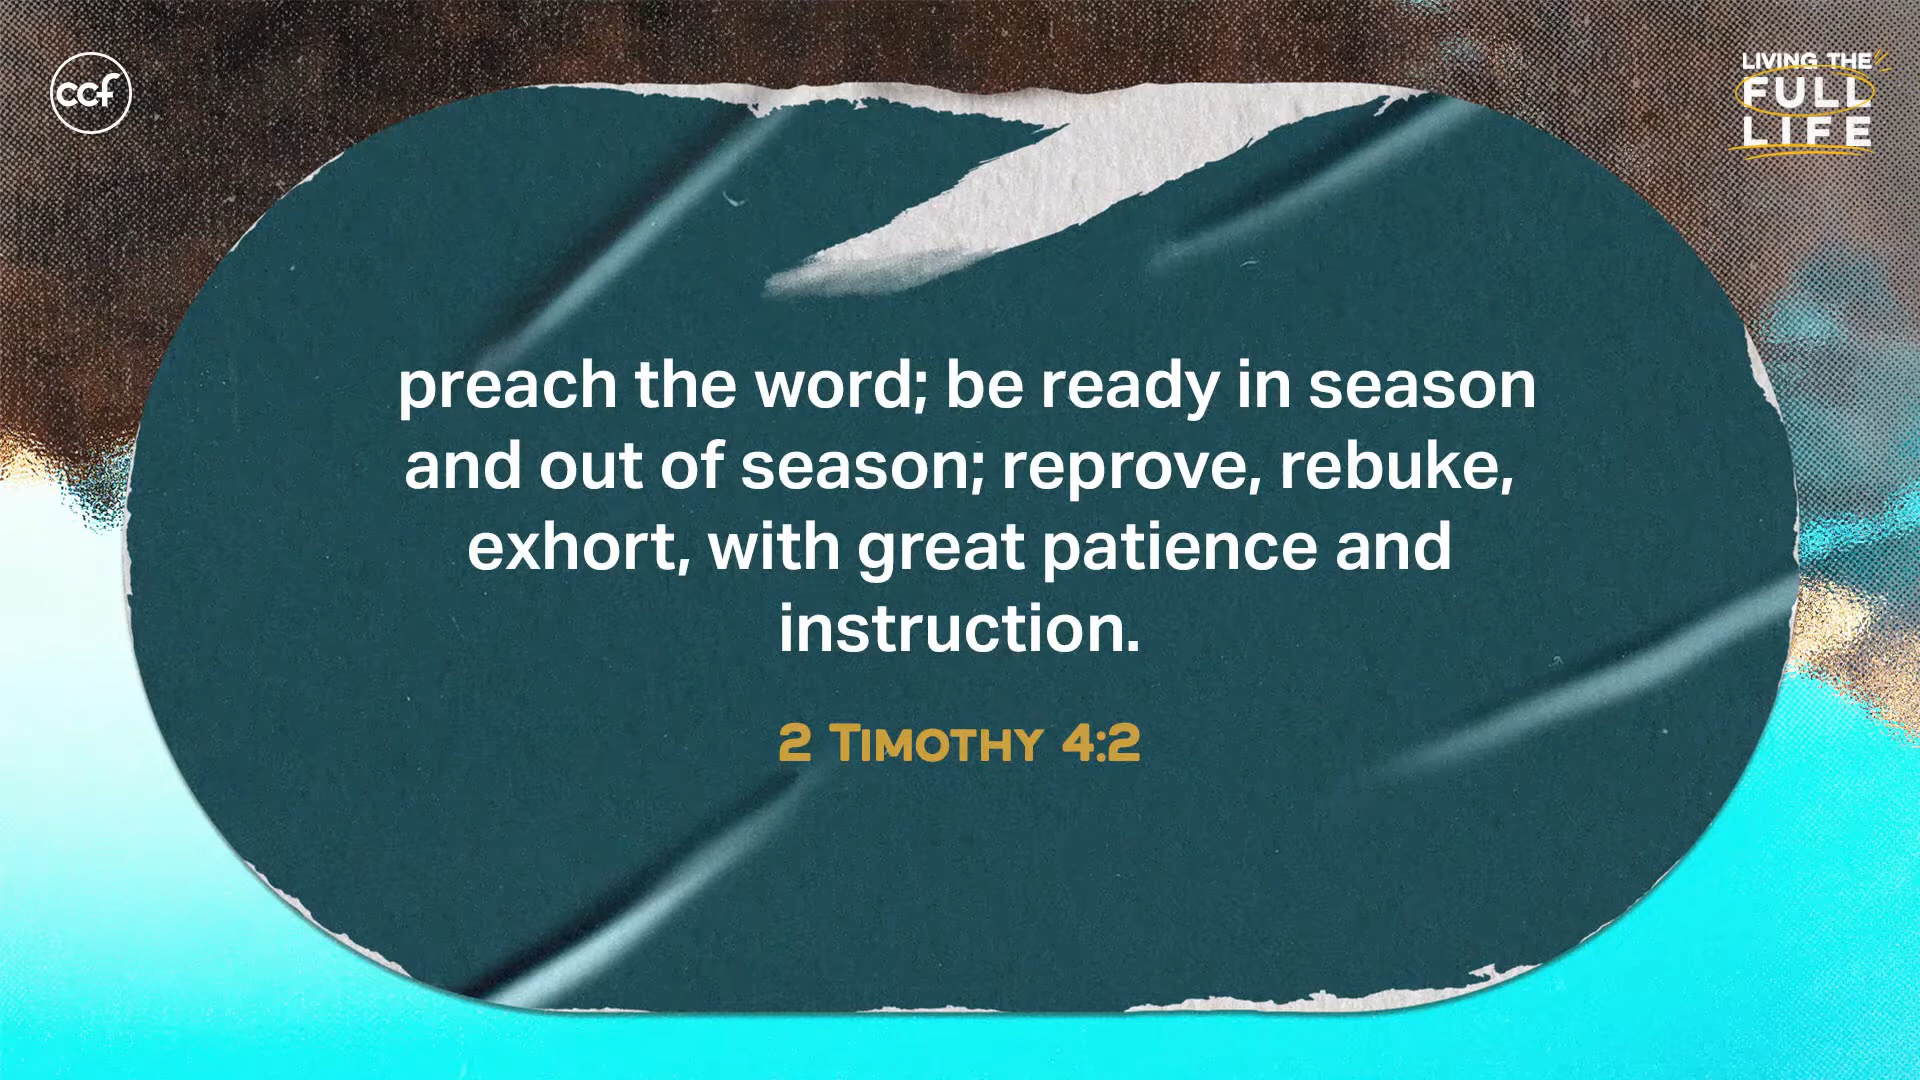 ccf
LIVING THE
FULL
LIFE
preach the word; be ready in season
and out of season; reprove, rebuke,
exhort, with great patience and
instruction.
2 TIMOTHY 4:2